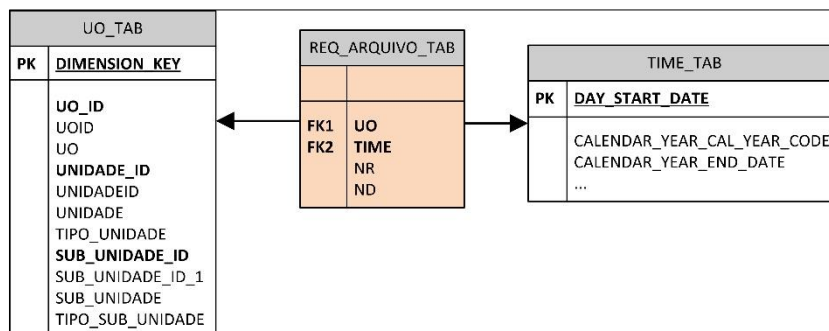 UO_TAB
PK DIMENSION_KEY
UO_ID
UOID
UO
UNIDADE_ID
UNIDADEID
UNIDADE
TIPO_UNIDADE
SUB_UNIDADE_ID
SUB_UNIDADE_ID_1
SUB_UNIDADE
TIPO_SUB_UNIDADE
REQ_ARQUIVO_TAB
FK1 UO
FK2 TIME
NR
ND
TIME_TAB
PK DAY_START_DATE
CALENDAR_YEAR_CAL_YEAR_CODE
CALENDAR_YEAR_END_DATE
...